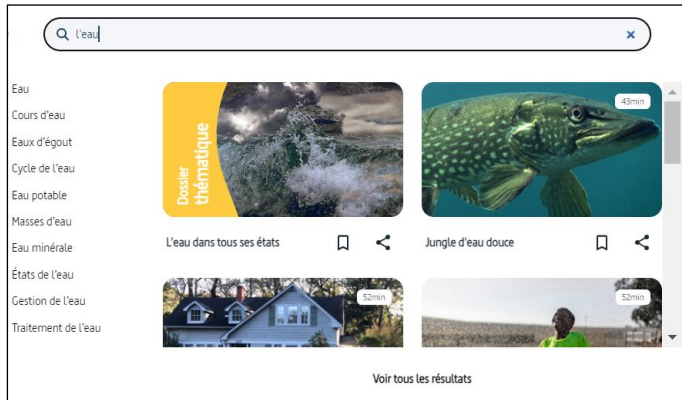 l'eau
Eau
Cours d'eau
Eaux d'égout
Cycle de l'eau
Eau potable
Masses d'eau
Eau minérale
États de l'eau
Gestion de l'eau
Traitement de l'eau
Dossier
thématique
L'eau dans tous ses états
43min
Jungle d'eau douce
52min
52min
Voir tous les résultats